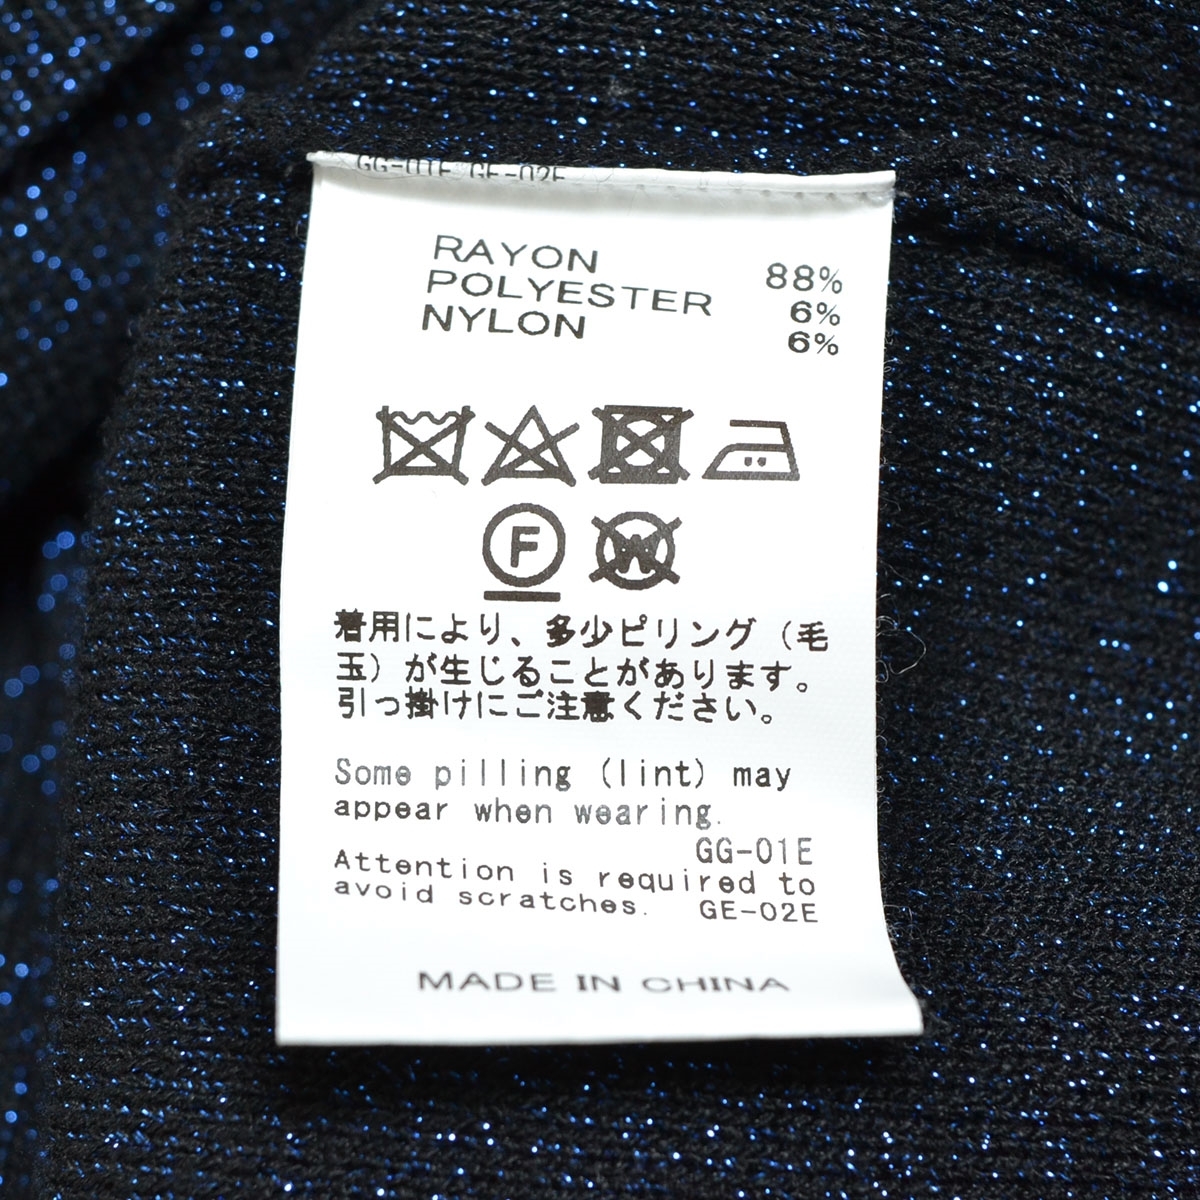 GG-01E GE-02E
RAYON 88%
POLYESTER 6%
NYLON 6%
F W
着用により、多少ピリング（毛
玉）が生じることがあります。
引っ掛けにご注意ください。
Some pilling (lint) may
appear when wearing.
GG-01E
Attention is required to
avoid scratches. GE-02E
MADE IN CHINA